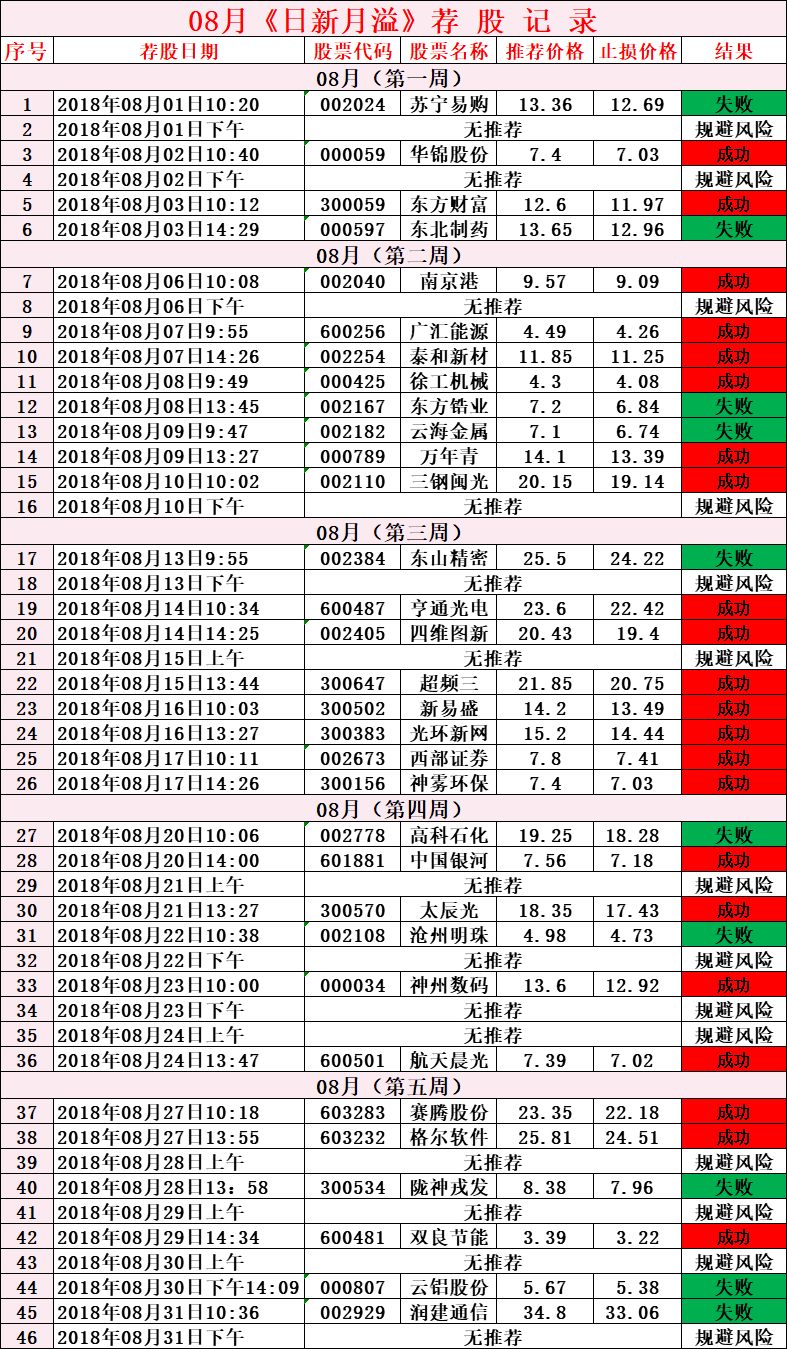 08月《日新月溢》荐 股 记 录
序号 荐股日期 股票代码 股票名称 推荐价格 止损价格 结果
08月（第一周）
1 2018年08月01日10:20 002024 苏宁易购 13.36 12.69 失败
2 2018年08月01日下午 无推荐 规避风险
3 2018年08月02日10:40 000059 华锦股份 7.4 7.03 成功
4 2018年08月02日下午 无推荐 规避风险
5 2018年08月03日10:12 300059 东方财富 12.6 11.97 成功
6 2018年08月03日14:29 000597 东北制药 13.65 12.96 失败
08月（第二周）
7 2018年08月06日10:08 002040 南京港 9.57 9.09 成功
8 2018年08月06日下午 无推荐 规避风险
9 2018年08月07日9:55 600256 广汇能源 4.49 4.26 成功
10 2018年08月07日14:26 002254 泰和新材 11.85 11.25 成功
11 2018年08月08日9:49 000425 徐工机械 4.3 4.08 成功
12 2018年08月08日13:45 002167 东方锆业 7.2 6.84 失败
13 2018年08月09日9:47 002182 云海金属 7.1 6.74 失败
14 2018年08月09日13:27 000789 万年青 14.1 13.39 成功
15 2018年08月10日10:02 002110 三钢闽光 20.15 19.14 成功
16 2018年08月10日下午 无推荐 规避风险
08月（第三周）
17 2018年08月13日9:55 002384 东山精密 25.5 24.22 失败
18 2018年08月13日下午 无推荐 规避风险
19 2018年08月14日10:34 600487 亨通光电 23.6 22.42 成功
20 2018年08月14日14:25 002405 四维图新 20.43 19.4 成功
21 2018年08月15日上午 无推荐 规避风险
22 2018年08月15日13:44 300647 超频三 21.85 20.75 成功
23 2018年08月16日10:03 300502 新易盛 14.2 13.49 成功
24 2018年08月16日13:27 300383 光环新网 15.2 14.44 成功
25 2018年08月17日10:11 002673 西部证券 7.8 7.41 成功
26 2018年08月17日14:26 300156 神雾环保 7.4 7.03 成功
08月（第四周）
27 2018年08月20日10:06 002778 高科石化 19.25 18.28 失败
28 2018年08月20日14:00 601881 中国银河 7.56 7.18 成功
29 2018年08月21日上午 无推荐 规避风险
30 2018年08月21日13:27 300570 太辰光 18.35 17.43 成功
31 2018年08月22日10:38 002108 沧州明珠 4.98 4.73 失败
32 2018年08月22日下午 无推荐 规避风险
33 2018年08月23日10:00 000034 神州数码 13.6 12.92 成功
34 2018年08月23日下午 无推荐 规避风险
35 2018年08月24日上午 无推荐 规避风险
36 2018年08月24日13:47 600501 航天晨光 7.39 7.02 成功
08月（第五周）
37 2018年08月27日10:18 603283 赛腾股份 23.35 22.18 成功
38 2018年08月27日13:55 603232 格尔软件 25.81 24.51 成功
39 2018年08月28日上午 无推荐 规避风险
40 2018年08月28日13：58 300534 陇神戎发 8.38 7.96 失败
41 2018年08月29日上午 无推荐 规避风险
42 2018年08月29日14:34 600481 双良节能 3.39 3.22 成功
43 2018年08月30日上午 无推荐 规避风险
44 2018年08月30日下午14:09 000807 云铝股份 5.67 5.38 失败
45 2018年08月31日10:36 002929 润建通信 34.8 33.06 失败
46 2018年08月31日下午 无推荐 规避风险